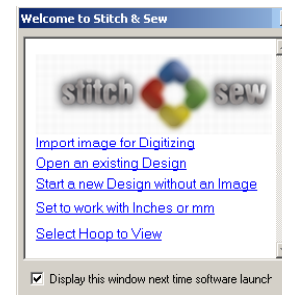 Welcome to Stitch & Sew
stitch sew
Import image for Digitizing
Open an existing Design
Start a new Design without an Image
Set to work with Inches or mm
Select Hoop to View
Display this window next time software launch